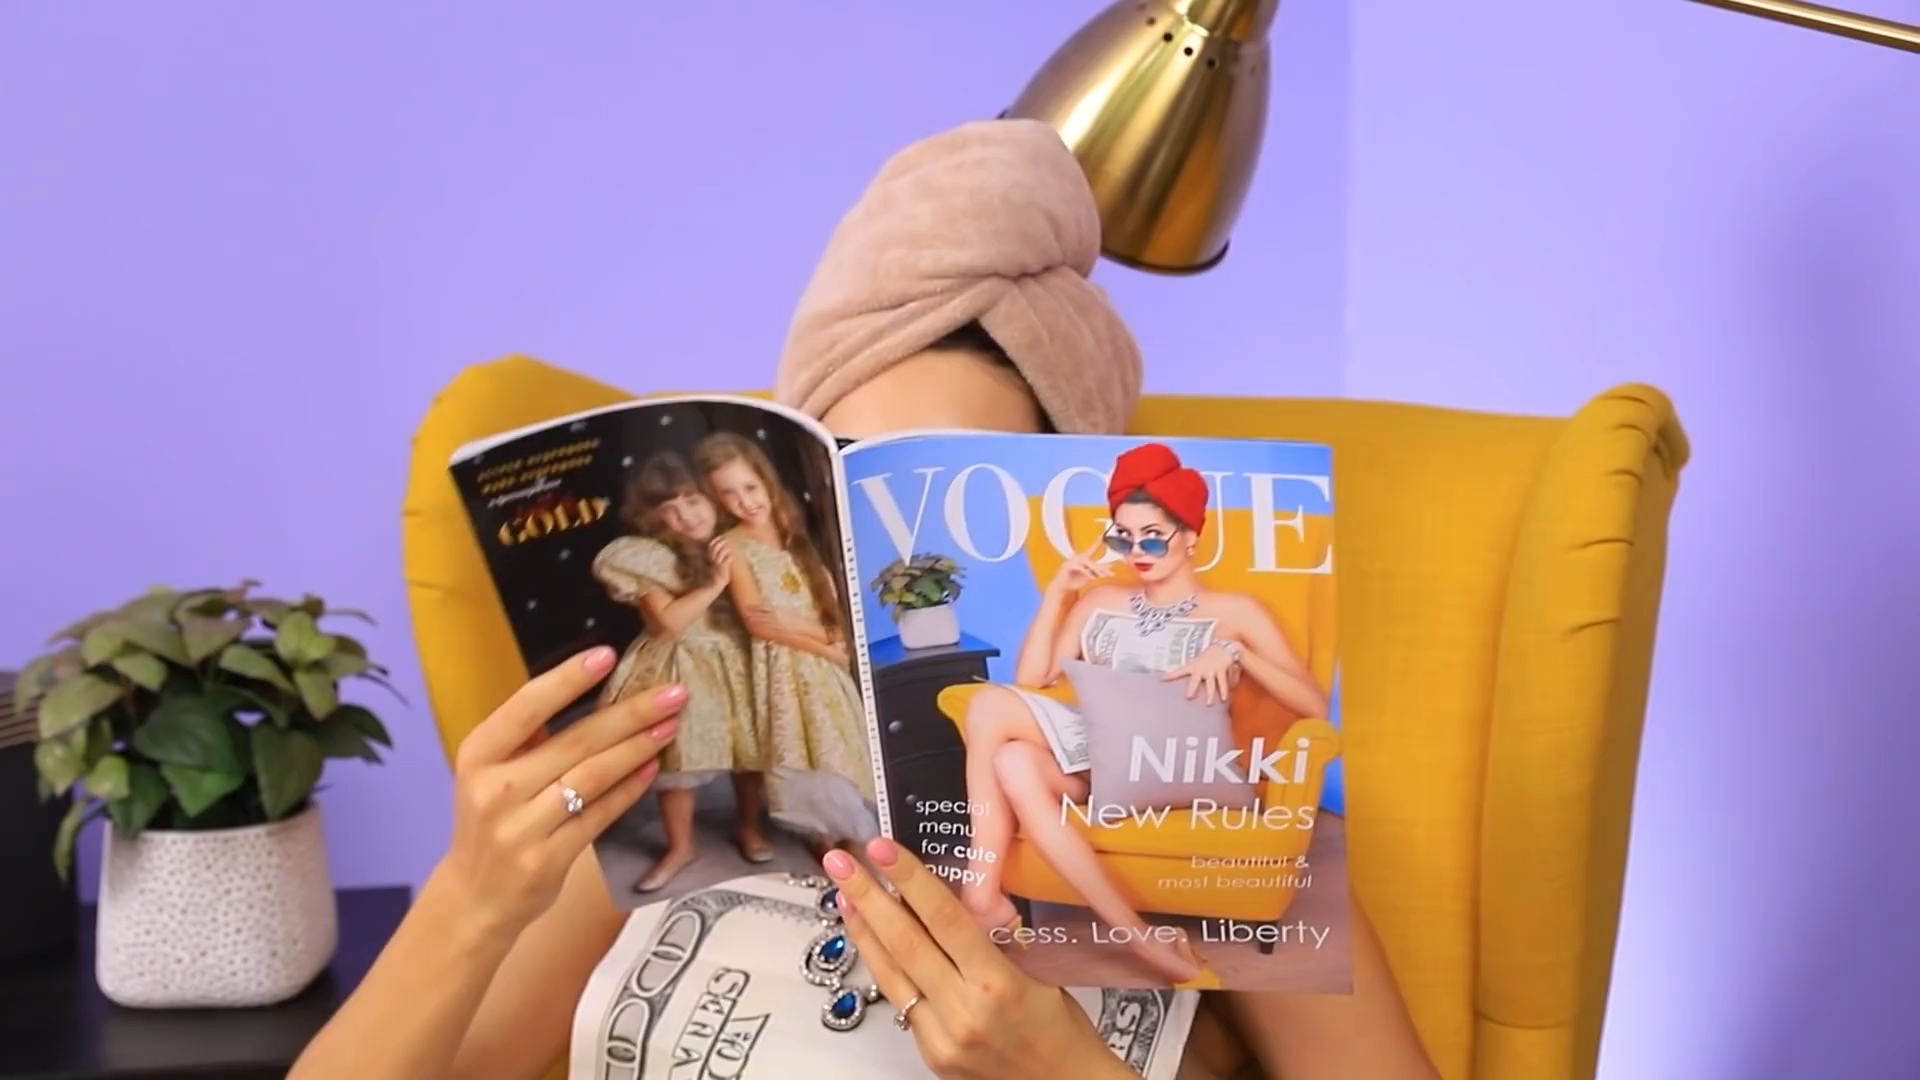 GOLD
VOGUE
Nikki
New Rules
special
menu
for cute
puppy
beautiful &
most beautiful
cess. Love. Liberty